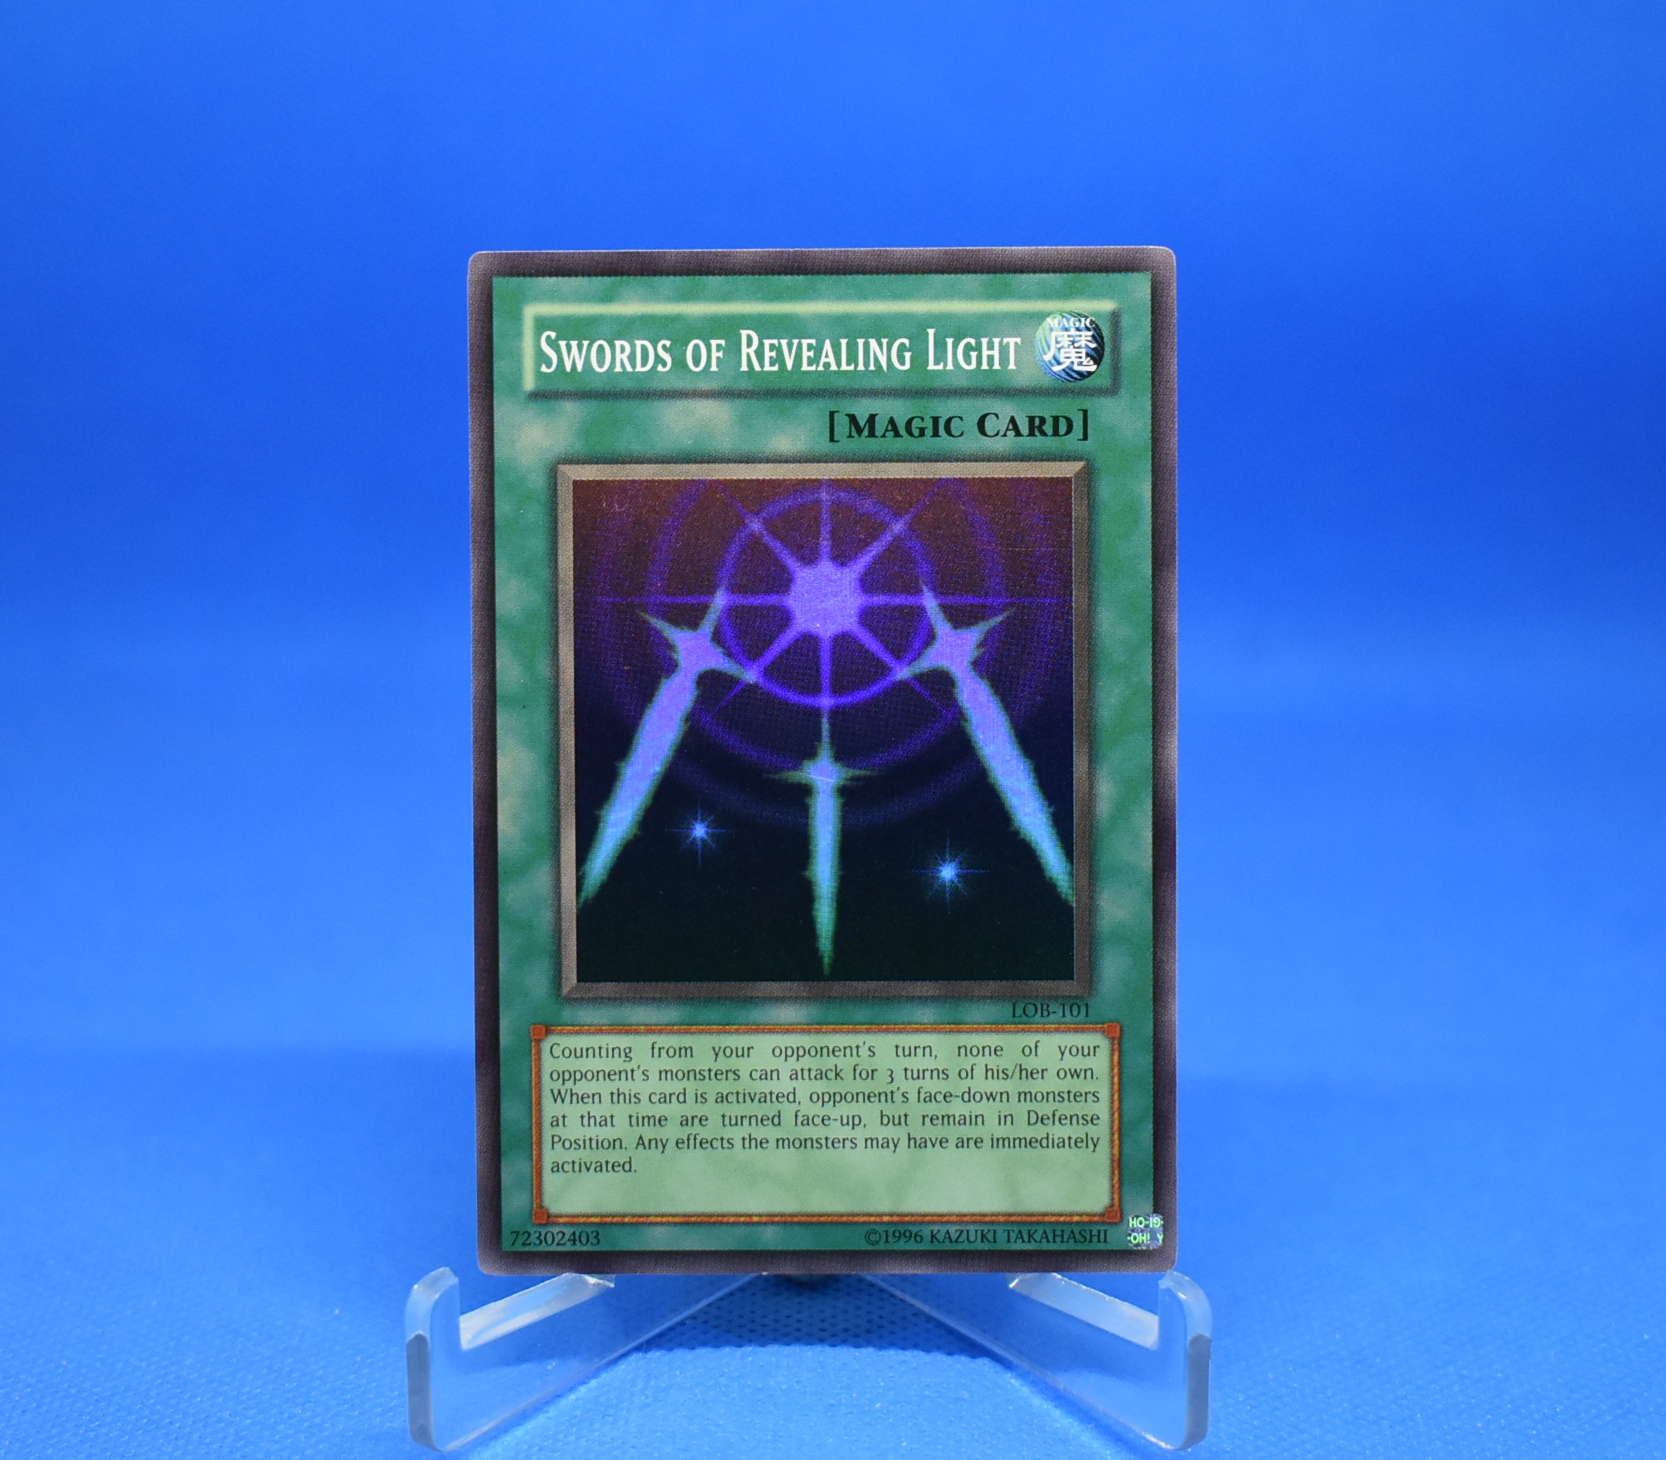 Swords of Revealing Light
MAGIC
魔
[Magic Card]
LOB-101
Counting from your opponent's turn, none of your
opponent's monsters can attack for 3 turns of his/her own.
When this card is activated, opponent's face-down monsters
at that time are turned face-up, but remain in Defense
Position. Any effects the monsters may have are immediately
activated.
72302403
©1996 KAZUKI TAKAHASHI